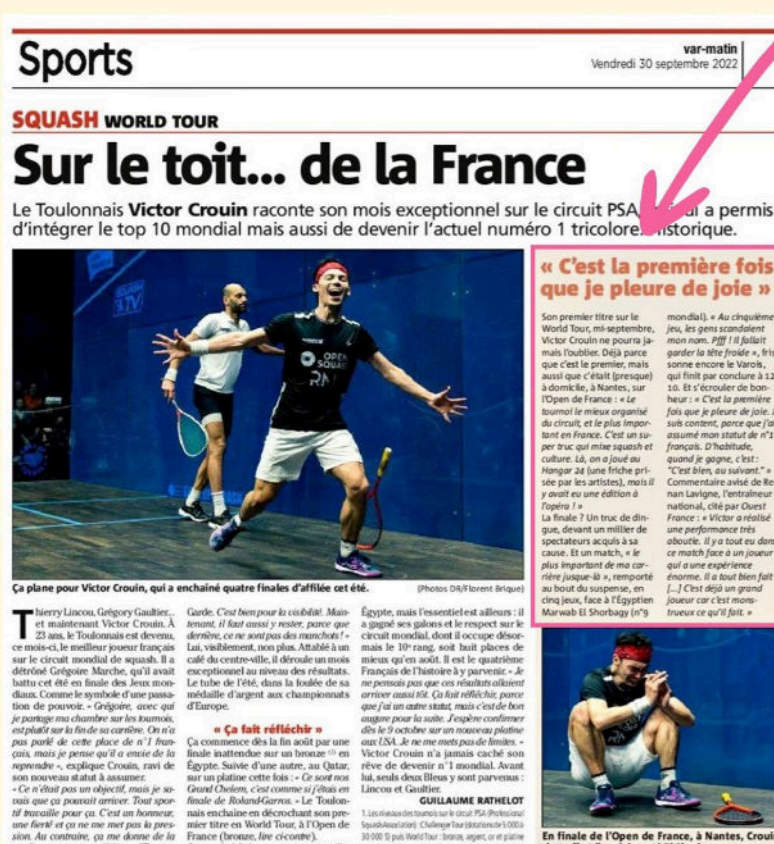 Sports
var-matin
Vendredi 30 septembre 2022
SQUASH WORLD TOUR
Sur le toit... de la France
Le Toulonnais Victor Crouin raconte son mois exceptionnel sur le circuit PSA, a permis
d'intégrer le top 10 mondial mais aussi de devenir l'actuel numéro 1 tricolore. istorique.
OPEN
SQUASH
Ça plane pour Victor Crouin, qui a enchaîné quatre finales d'affilée cet été.
(Photos DR/Florent Brique)
Thierry Lincou, Grégory Gaultier...
et maintenant Victor Crouin. À
23 ans, le Toulonnais est devenu,
ce mois-ci, le meilleur joueur français
sur le circuit mondial de squash. Il a
détrôné Grégoire Marche, qu'il avait
battu cet été en finale des Jeux mon-
diaux. Comme le symbole d'une passa-
tion de pouvoir. « Grégoire, avec qui
je partage ma chambre sur les tournois,
est plutôt sur la fin de sa carrière. On n'a
pas parlé de cette place de n°1 fran-
çais, mais je pense qu'il a envie de la
reprendre », explique Crouin, ravi de
son nouveau statut à assumer.
« Ce n'était pas un objectif, mais je sa-
vais que ça pouvait arriver. Tout spor-
tif travaille pour ça. C'est un honneur,
une fierté et ça ne me met pas la pres-
sion. Au contraire, ça me donne de la
Garde. C'est bien pour la visibilité. Main-
tenant, il faut aussi y rester, parce que
derrière, ce ne sont pas des manchots ! »
Lui, visiblement, non plus. Attablé à un
café du centre-ville, il déroule un mois
exceptionnel au niveau des résultats.
Le tube de l'été, dans la foulée de sa
médaille d'argent aux championnats
d'Europe.
« Ça fait réfléchir »
Ça commence dès la fin août par une
finale inattendue sur un bronze (1) en
Égypte. Suivie d'une autre, au Qatar,
sur un platine cette fois : « Ce sont nos
Grand Chelem, c'est comme si j'étais en
finale de Roland-Garros. » Le Toulon-
nais enchaîne en décrochant son pre-
mier titre en World Tour, à l'Open de
France (bronze, lire ci-contre).
Égypte, mais l'essentiel est ailleurs : il
a gagné ses galons et le respect sur le
circuit mondial, dont il occupe désor-
mais le 10e rang, soit huit places de
mieux qu'en août. Il est le quatrième
Français de l'histoire à y parvenir. « Je
ne pensais pas que ces résultats allaient
arriver aussi tôt. Ça fait réfléchir, parce
que j'ai un autre statut, mais c'est de bon
augure pour la suite. J'espère confirmer
dès le 9 octobre sur un nouveau platine
aux USA. Je ne me mets pas de limites. »
Victor Crouin n'a jamais caché son
rêve de devenir n°1 mondial. Avant
lui, seuls deux Bleus y sont parvenus :
Lincou et Gaultier.
GUILLAUME RATHELOT
1. Les niveaux des tournois sur le circuit PSA (Professional
Squash Association) : Challenge Tour (dotations de 5 000 à
30 000 $) puis World Tour : bronze, argent, or et platine
« C'est la première fois
que je pleure de joie »
Son premier titre sur le
World Tour, mi-septembre,
Victor Crouin ne pourra ja-
mais l'oublier. Déjà parce
que c'est le premier, mais
aussi que c'était (presque)
à domicile, à Nantes, sur
l'Open de France : « Le
tournoi le mieux organisé
du circuit, et le plus impor-
tant en France. C'est un su-
per truc qui mixe squash et
culture. Là, on a joué au
Hangar 24 (une friche pri-
sée par les artistes), mais il
y avait eu une édition à
l'opéra ! »
La finale ? Un truc de din-
gue, devant un millier de
spectateurs acquis à sa
cause. Et un match, « le
plus important de ma car-
rière jusque-là », remporté
au bout du suspense, en
cinq jeux, face à l'Égyptien
Marwab El Shorbagy (n°9
mondial). « Au cinquième
jeu, les gens scandaient
mon nom. Pfff ! Il fallait
garder la tête froide », fris
sonne encore le Varois,
qui finit par conclure à 12
10. Et s'écrouler de bon-
heur : « C'est la première
fois que je pleure de joie.
suis content, parce que j'ai
assumé mon statut de n°1
français. D'habitude,
quand je gagne, c'est :
"C'est bien, au suivant." »
Commentaire avisé de Re
nan Lavigne, l'entraîneur
national, cité par Ouest
France : « Victor a réalisé
une performance très
aboutie. Il y a tout eu dans
ce match face à un joueur
qui a une expérience
énorme. Il a tout bien fait
[...] C'est déjà un grand
joueur car c'est mons-
trueux ce qu'il fait. »
En finale de l'Open de France, à Nantes, Croui